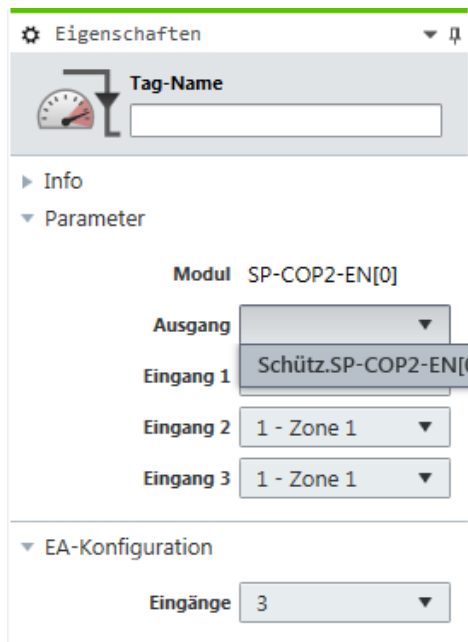 Eigenschaften
Tag-Name
Info
Parameter
Modul SP-COP2-EN[0]
Ausgang
Schütz.SP-COP2-EN[
Eingang 1
Eingang 2 1 - Zone 1
Eingang 3 1 - Zone 1
EA-Konfiguration
Eingänge 3